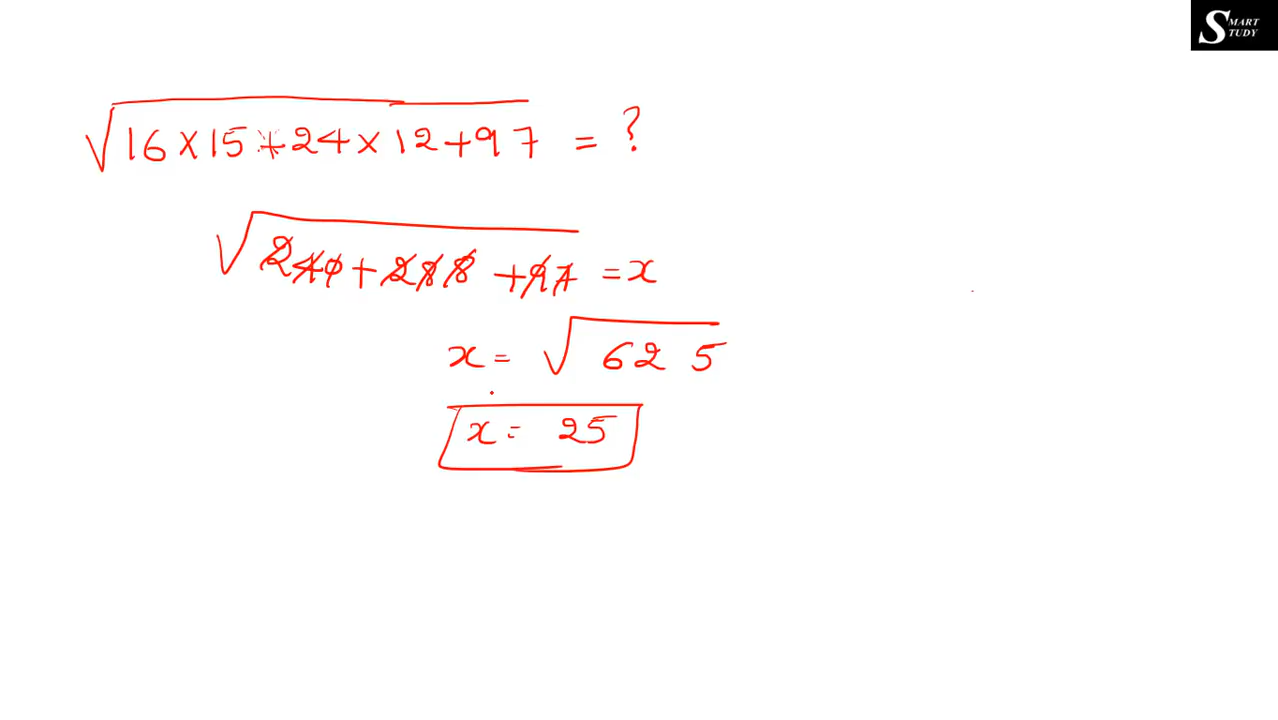 SMART STUDY
√16×15+24×12+97 = ?
√240+288+97 = x
x = √625
x = 25